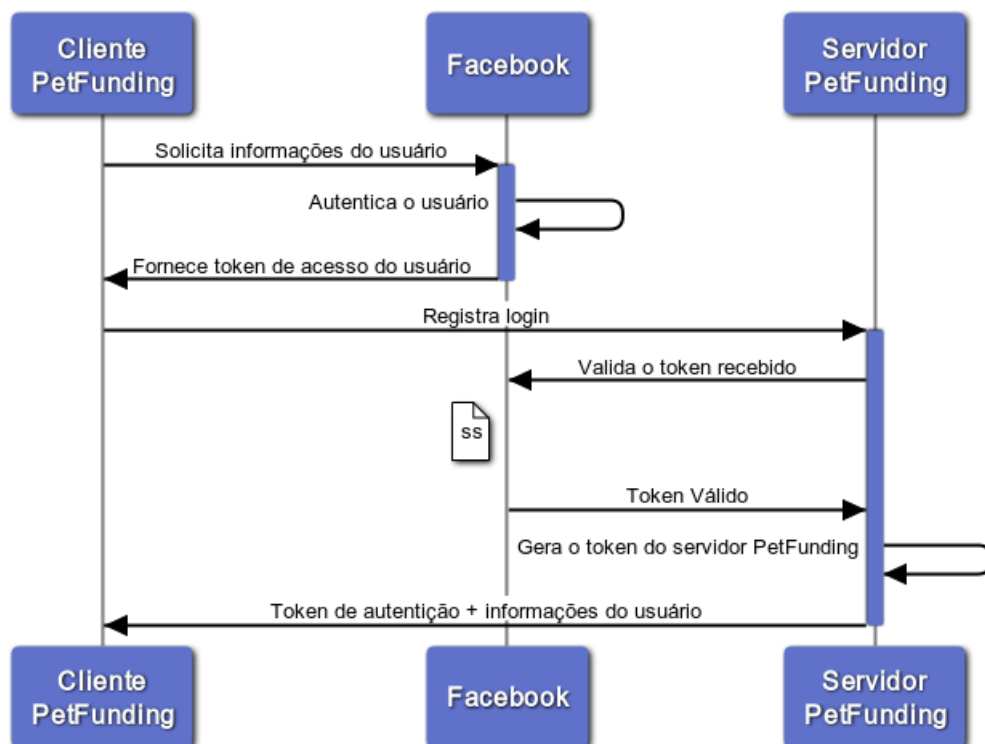 Cliente
PetFunding
Facebook
Servidor
PetFunding
Solicita informações do usuário
Autentica o usuário
Fornece token de acesso do usuário
Registra login
Valida o token recebido
ss
Token Válido
Gera o token do servidor PetFunding
Token de autentição + informações do usuário
Cliente
PetFunding
Facebook
Servidor
PetFunding